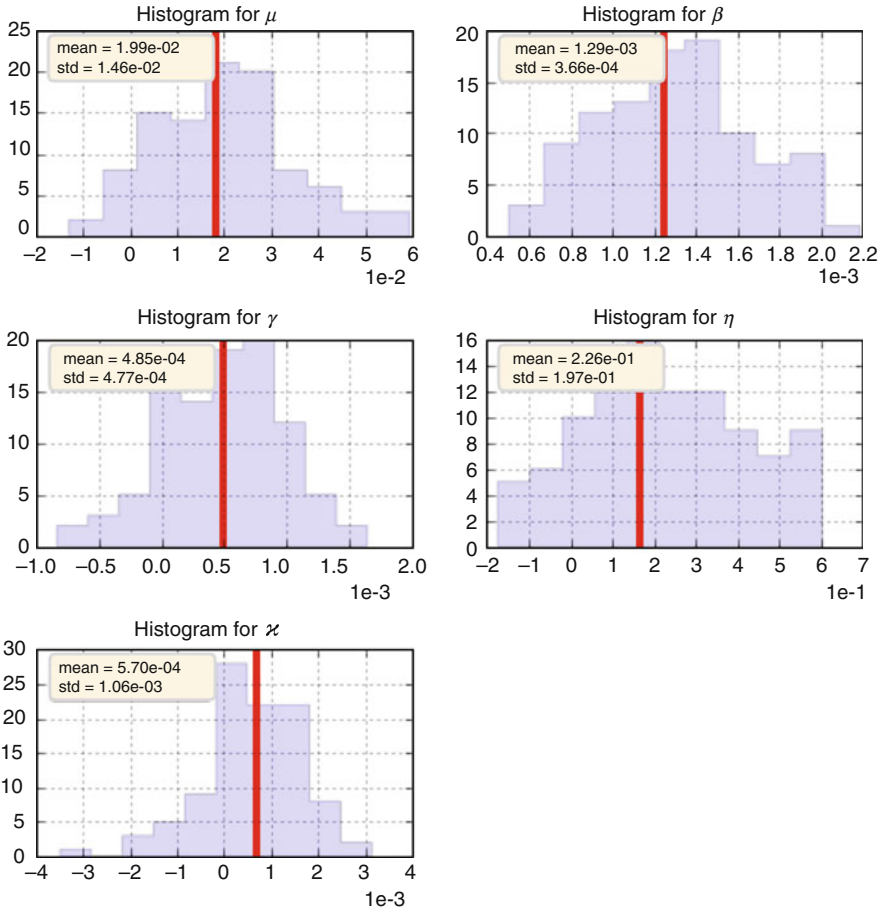 Histogram for μ
mean = 1.99e-02
std = 1.46e-02
25
20
15
10
5
0
−2 −1 0 1 2 3 4 5 6
1e-2
Histogram for β
mean = 1.29e-03
std = 3.66e-04
20
15
10
5
0
0.4 0.6 0.8 1.0 1.2 1.4 1.6 1.8 2.0 2.2
1e-3
Histogram for γ
mean = 4.85e-04
std = 4.77e-04
20
15
10
5
0
−1.0 −0.5 0.0 0.5 1.0 1.5 2.0
1e-3
Histogram for η
mean = 2.26e-01
std = 1.97e-01
16
14
12
10
8
6
4
2
0
−2 −1 0 1 2 3 4 5 6 7
1e-1
Histogram for ϰ
mean = 5.70e-04
std = 1.06e-03
30
25
20
15
10
5
0
−4 −3 −2 −1 0 1 2 3 4
1e-3